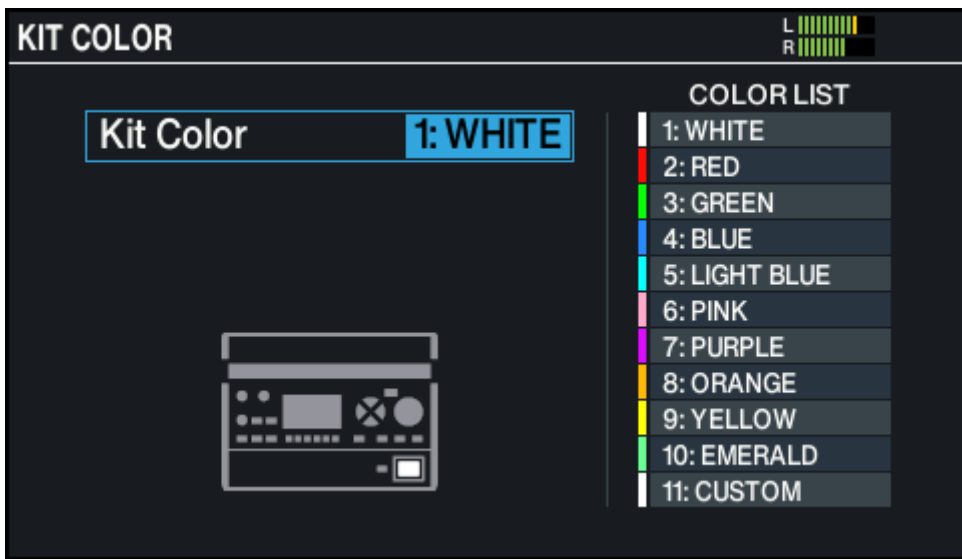 KIT COLOR
L
R
Kit Color 1: WHITE
COLOR LIST
1: WHITE
2: RED
3: GREEN
4: BLUE
5: LIGHT BLUE
6: PINK
7: PURPLE
8: ORANGE
9: YELLOW
10: EMERALD
11: CUSTOM